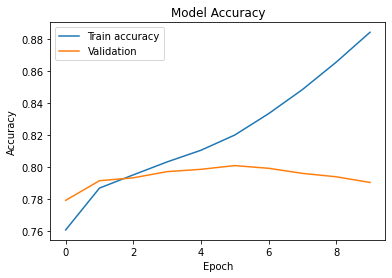 Model Accuracy
Train accuracy
Validation
Accuracy
0.88
0.86
0.84
0.82
0.80
0.78
0.76
0 2 4 6 8
Epoch